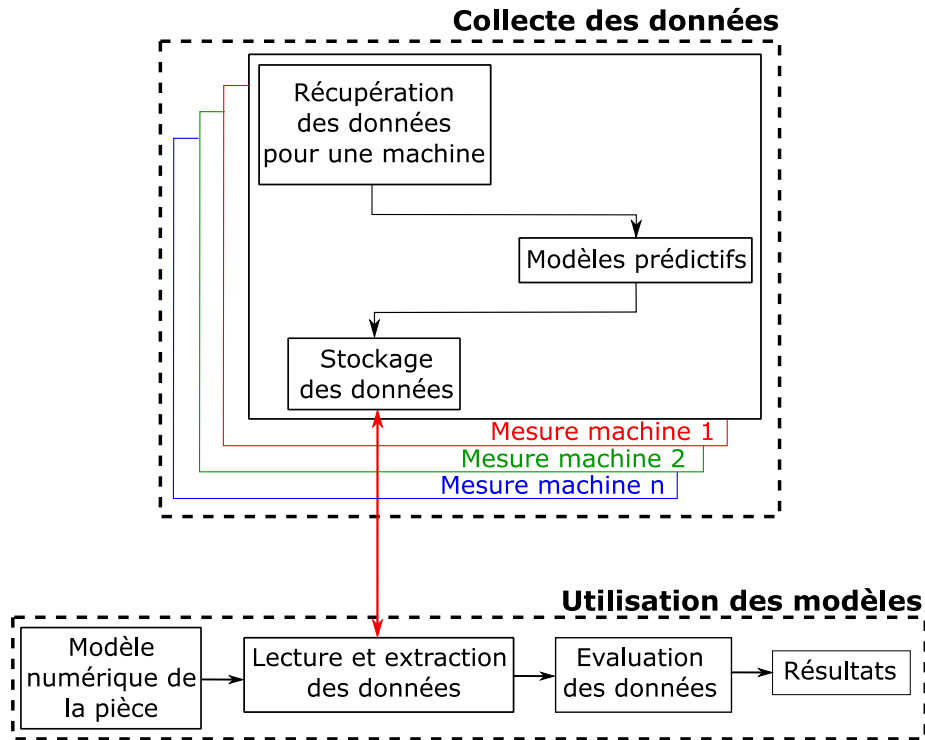 Collecte des données
Récupération
des données
pour une machine
Modèles prédictifs
Stockage
des données
Mesure machine 1
Mesure machine 2
Mesure machine n
Utilisation des modèles
Modèle
numérique de
la pièce
Lecture et extraction
des données
Evaluation
des données
Résultats